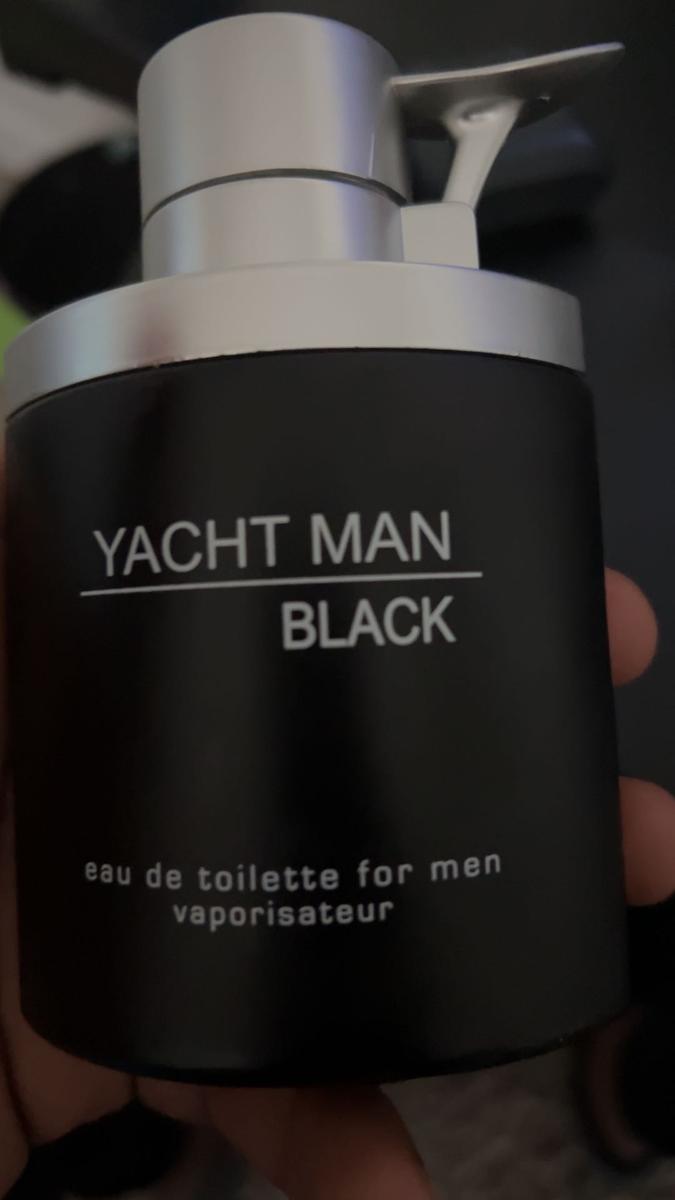 YACHT MAN
BLACK
eau de toilette for men
vaporisateur